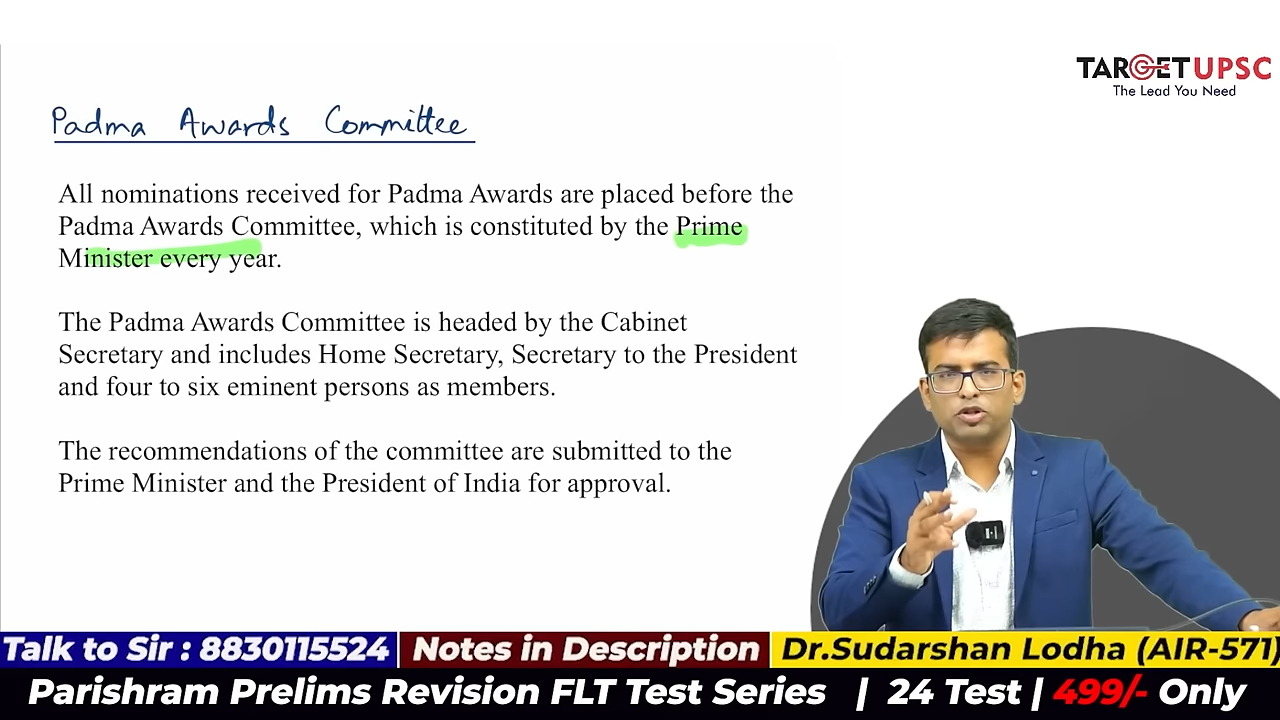 TARGETUPSC
The Lead You Need
Padma Awards Committee
All nominations received for Padma Awards are placed before the
Padma Awards Committee, which is constituted by the Prime
Minister every year.
The Padma Awards Committee is headed by the Cabinet
Secretary and includes Home Secretary, Secretary to the President
and four to six eminent persons as members.
The recommendations of the committee are submitted to the
Prime Minister and the President of India for approval.
Talk to Sir : 8830115524 Notes in Description Dr.Sudarshan Lodha (AIR-571)
Parishram Prelims Revision FLT Test Series | 24 Test | 499/- Only